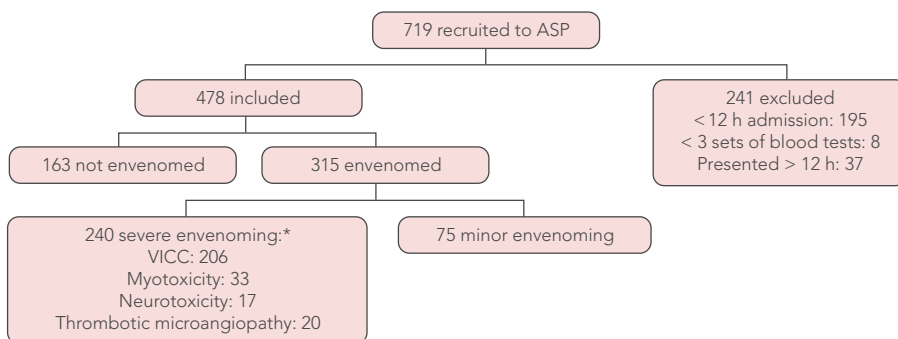 719 recruited to ASP
478 included
241 excluded
< 12 h admission: 195
< 3 sets of blood tests: 8
Presented > 12 h: 37
163 not envenomed
315 envenomed
240 severe envenoming:*
VICC: 206
Myotoxicity: 33
Neurotoxicity: 17
Thrombotic microangiopathy: 20
75 minor envenoming